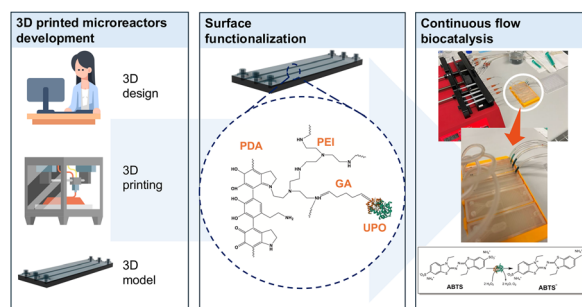 3D printed microreactors
development
3D
design
3D
printing
3D
model
Surface
functionalization
PDA
PEI
GA
UPO
Continuous flow
biocatalysis
ABTS
ABTS